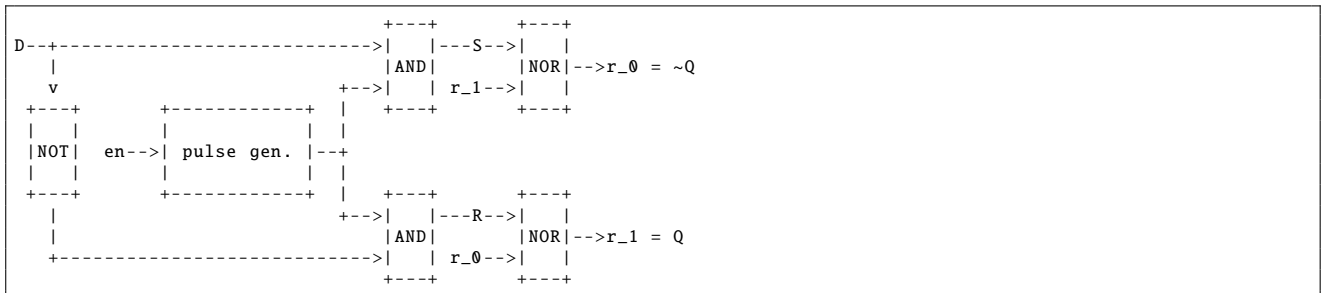 +----+        +----+
D--+--------------------------->|    |---S-->|    |
   |                            |AND|        |NOR|-->r_0 = ~Q
   v                        +-->|    | r_1-->|    |
 +---+       +------------+  |   +----+        +----+
 |   |       |            |  |
 |NOT|  en-->| pulse gen. |--+
 |   |       |            |  |
 +---+       +------------+  |   +----+        +----+
   |                        +-->|    |---R-->|    |
   |                            |AND|        |NOR|-->r_1 = Q
   +--------------------------->|    | r_0-->|    |
                                +----+        +----+